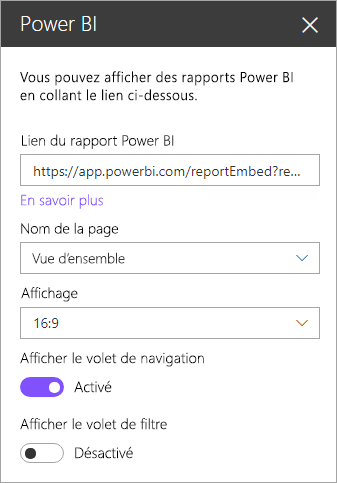 Power BI
Vous pouvez afficher des rapports Power BI
en collant le lien ci-dessous.
Lien du rapport Power BI
https://app.powerbi.com/reportEmbed?re...
En savoir plus
Nom de la page
Vue d'ensemble
Affichage
16:9
Afficher le volet de navigation
Activé
Afficher le volet de filtre
Désactivé